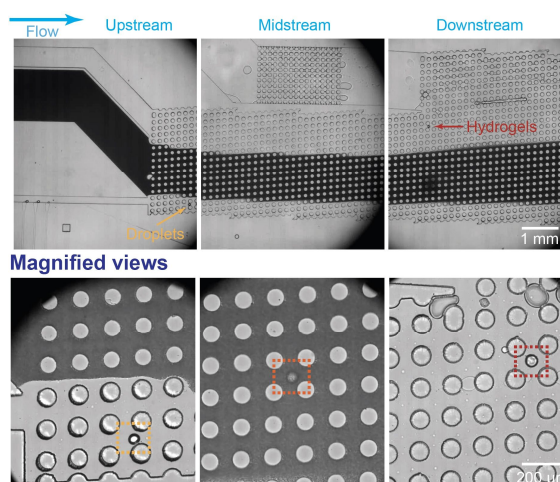 Flow
Upstream
Midstream
Downstream
Hydrogels
Droplets
1 mm
Magnified views